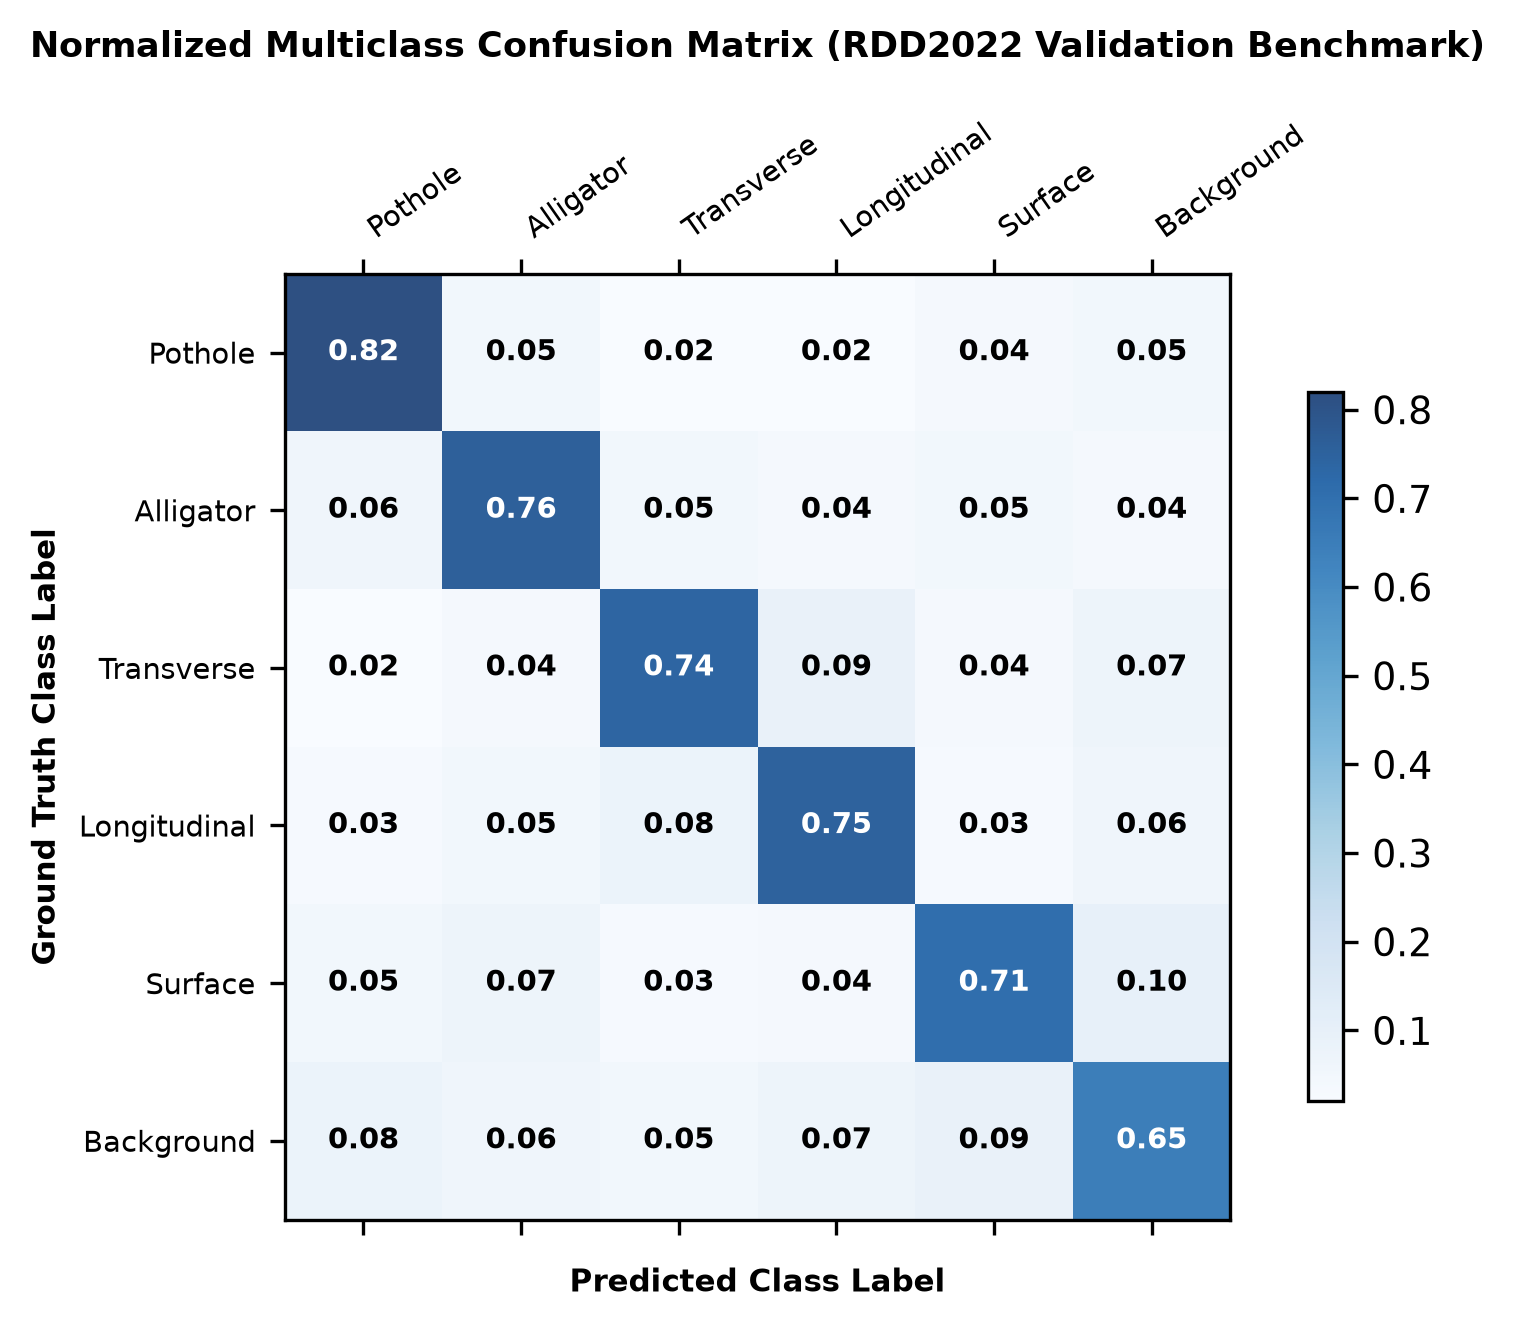 Normalized Multiclass Confusion Matrix (RDD2022 Validation Benchmark)
Pothole Alligator Transverse Longitudinal Surface Background
Pothole 0.82 0.05 0.02 0.02 0.04 0.05
Alligator 0.06 0.76 0.05 0.04 0.05 0.04
Transverse 0.02 0.04 0.74 0.09 0.04 0.07
Longitudinal 0.03 0.05 0.08 0.75 0.03 0.06
Surface 0.05 0.07 0.03 0.04 0.71 0.10
Background 0.08 0.06 0.05 0.07 0.09 0.65
Ground Truth Class Label
Predicted Class Label
0.8
0.7
0.6
0.5
0.4
0.3
0.2
0.1